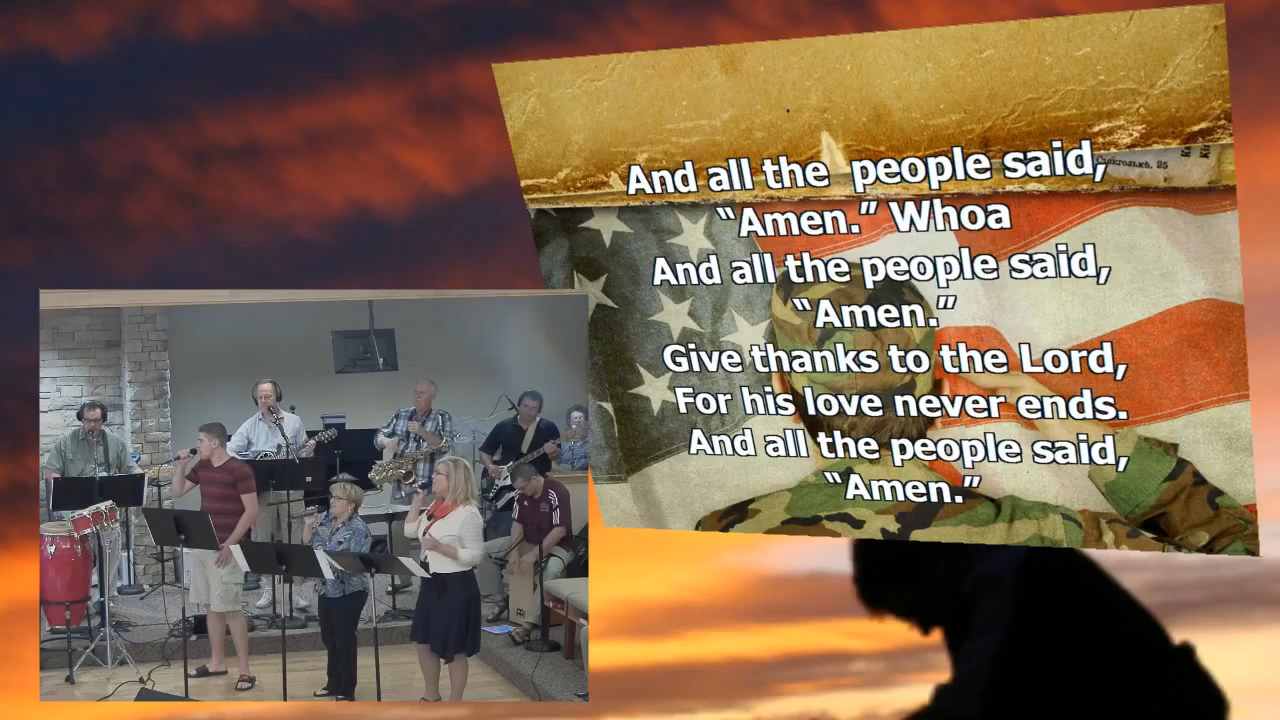 And all the people said,
“Amen.” Whoa
And all the people said,
“Amen.”
Give thanks to the Lord,
For his love never ends.
And all the people said,
“Amen.”